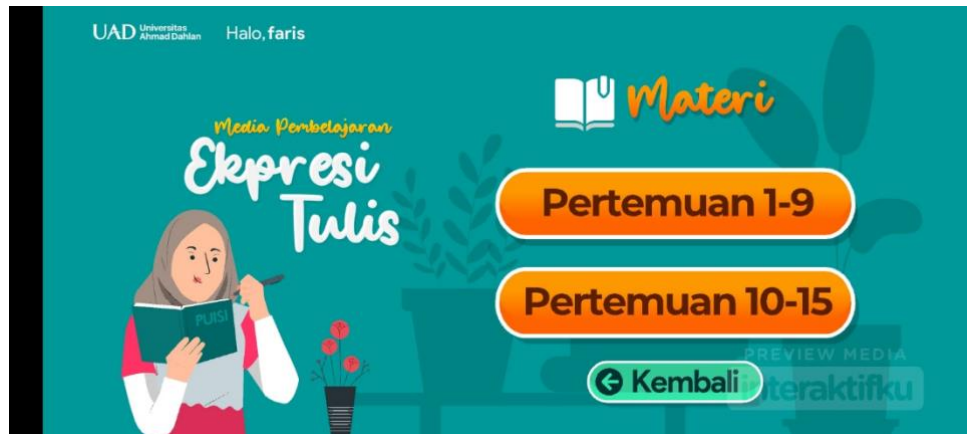 UAD Universitas
Ahmad Dahlan
Halo, faris
Media Pembelajaran
Ekpresi
Tulis
PUISI
Materi
Pertemuan 1-9
Pertemuan 10-15
PREVIEW MEDIA
interaktifku
Kembali